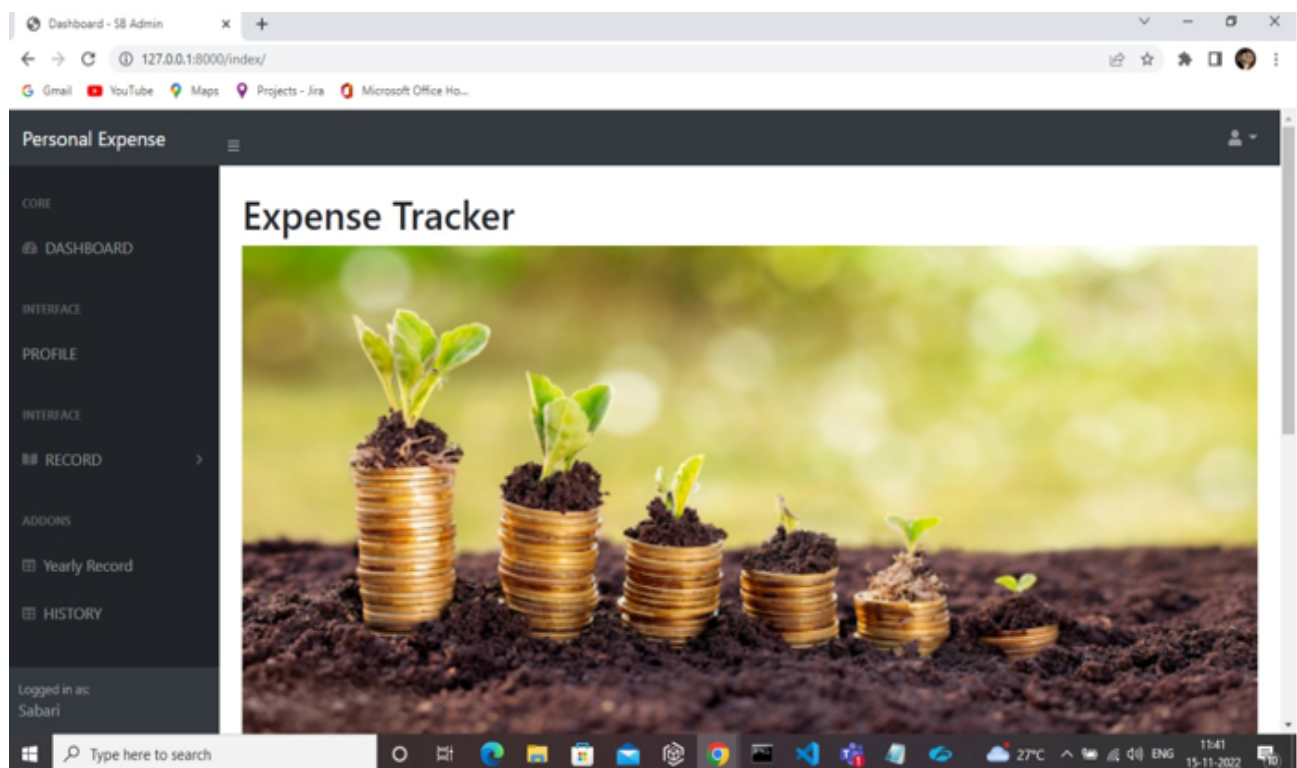 Dashboard - SB Admin
127.0.0.1:8000/index/
Gmail YouTube Maps Projects - Jira Microsoft Office Ho...
Personal Expense
CORE
DASHBOARD
INTERFACE
PROFILE
INTERFACE
RECORD
ADDONS
Yearly Record
HISTORY
Logged in as:
Sabari
Expense Tracker
Type here to search
27°C ENG 11:41
15-11-2022